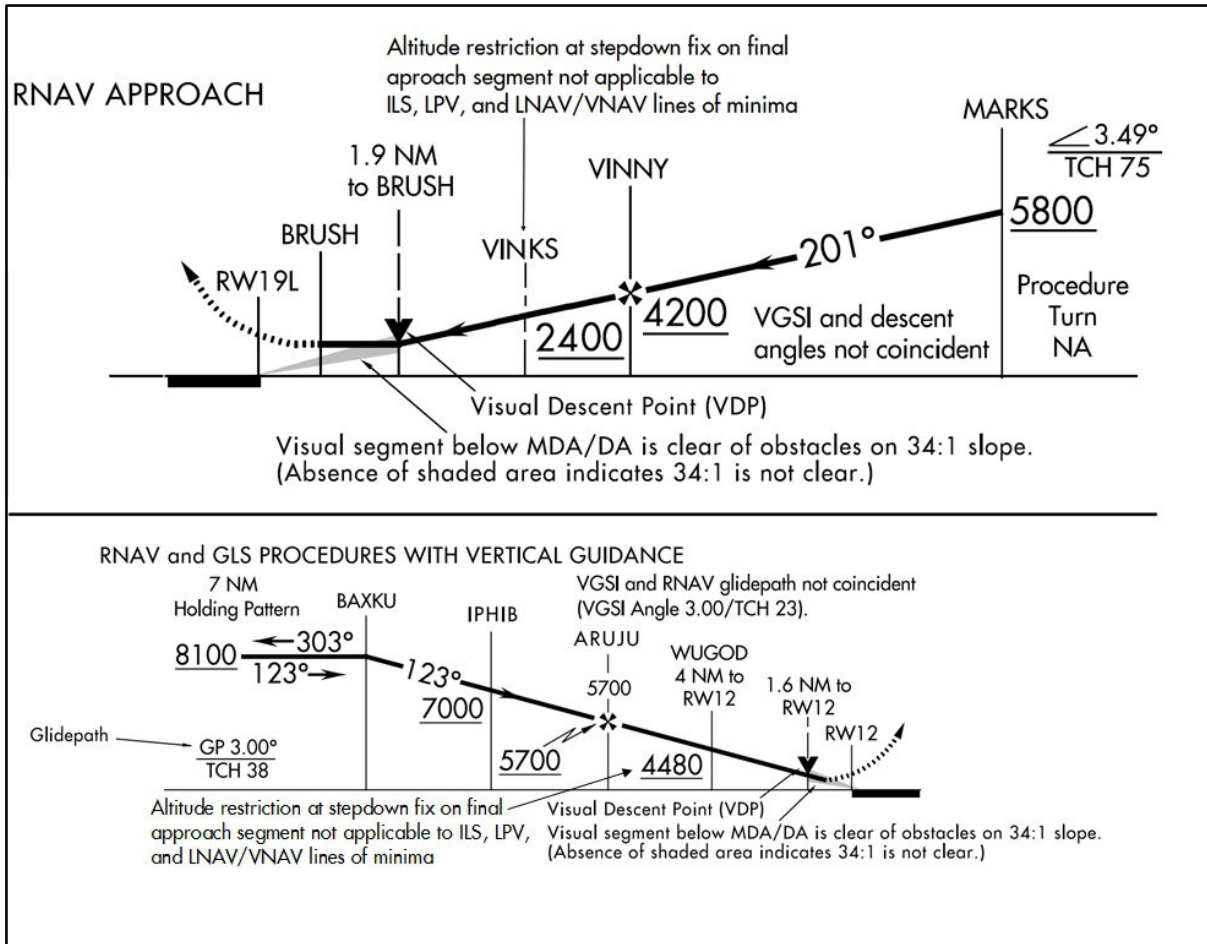 Altitude restriction at stepdown fix on final
aproach segment not applicable to
ILS, LPV, and LNAV/VNAV lines of minima
RNAV APPROACH
MARKS
3.49°
TCH 75
1.9 NM
to BRUSH
VINNY
5800
BRUSH
VINKS
201°
RW19L
2400
4200
VGSI and descent
angles not coincident
Procedure
Turn
NA
Visual Descent Point (VDP)
Visual segment below MDA/DA is clear of obstacles on 34:1 slope.
(Absence of shaded area indicates 34:1 is not clear.)
RNAV and GLS PROCEDURES WITH VERTICAL GUIDANCE
7 NM
Holding Pattern
BAXKU
IPHIB
VGSI and RNAV glidepath not coincident
(VGSI Angle 3.00/TCH 23).
ARUJU
WUGOD
4 NM to
RW12
1.6 NM to
RW12
RW12
8100
303°
123°
123°
7000
5700
5700
4480
Glidepath
GP 3.00°
TCH 38
Altitude restriction at stepdown fix on final
approach segment not applicable to ILS, LPV,
and LNAV/VNAV lines of minima
Visual Descent Point (VDP)
Visual segment below MDA/DA is clear of obstacles on 34:1 slope.
(Absence of shaded area indicates 34:1 is not clear.)